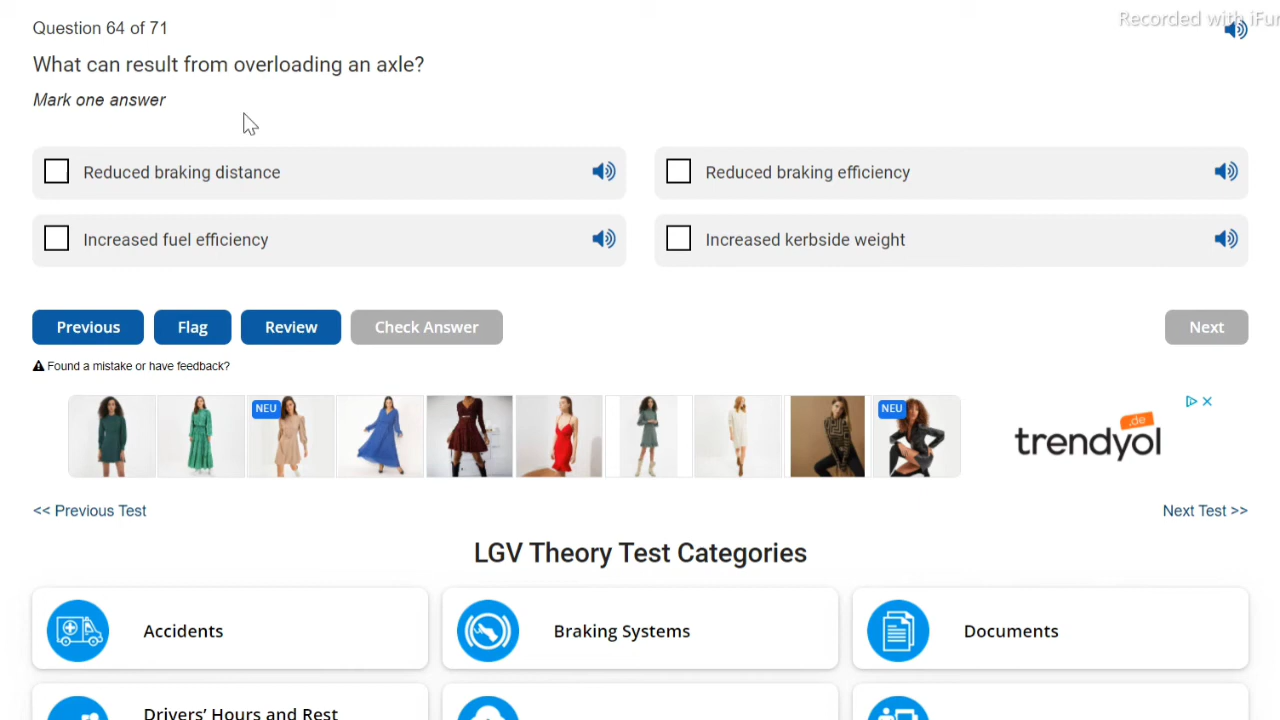 Recorded with iFun
Question 64 of 71
What can result from overloading an axle?
Mark one answer
Reduced braking distance
Reduced braking efficiency
Increased fuel efficiency
Increased kerbside weight
Previous
Flag
Review
Check Answer
Next
Found a mistake or have feedback?
NEU
NEU
trendyol
.de
<< Previous Test
Next Test >>
LGV Theory Test Categories
Accidents
Braking Systems
Documents
Drivers’ Hours and Rest